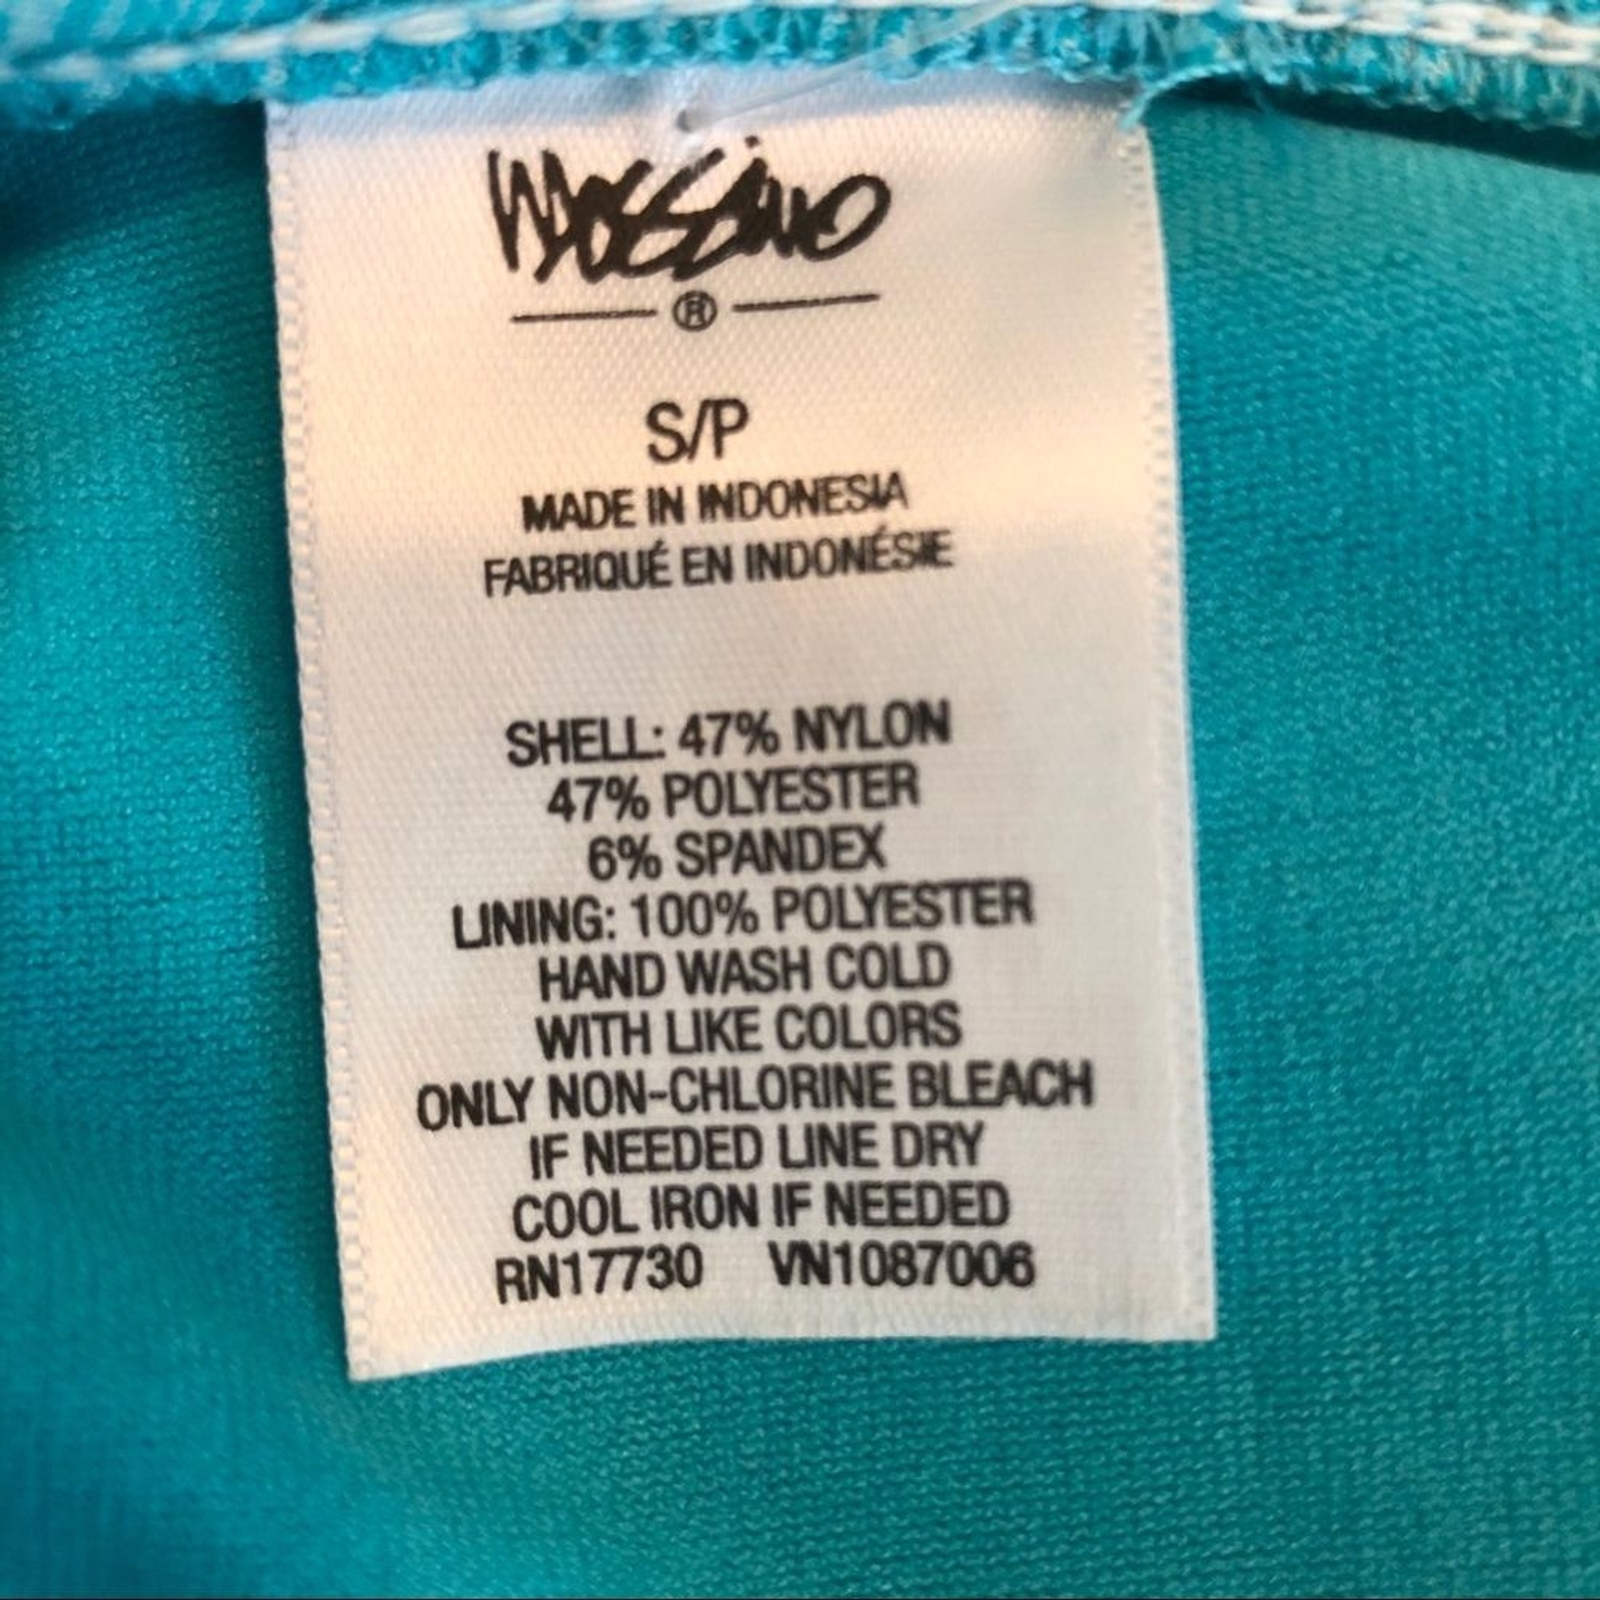 Mossimo
®
S/P
MADE IN INDONESIA
FABRIQUÉ EN INDONÉSIE
SHELL: 47% NYLON
47% POLYESTER
6% SPANDEX
LINING: 100% POLYESTER
HAND WASH COLD
WITH LIKE COLORS
ONLY NON-CHLORINE BLEACH
IF NEEDED LINE DRY
COOL IRON IF NEEDED
RN17730 VN1087006